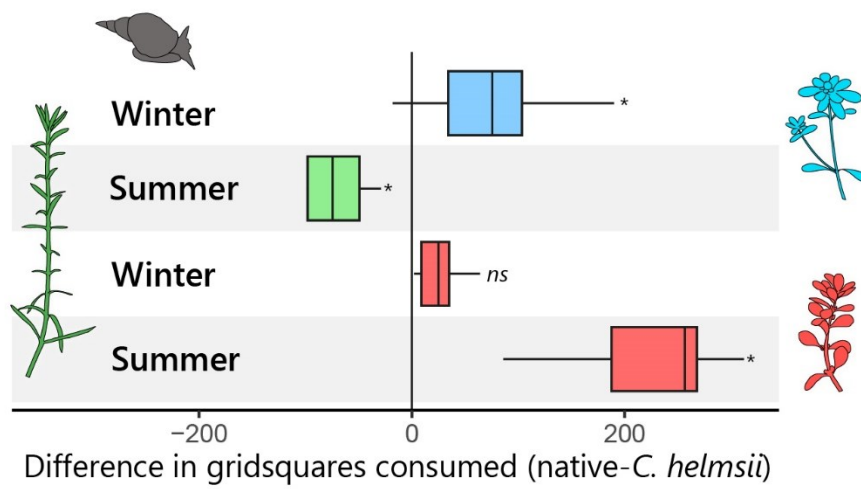 Winter
*
Summer
*
Winter
ns
Summer
*
−200
0
200
Difference in gridsquares consumed (native-C. helmsii)